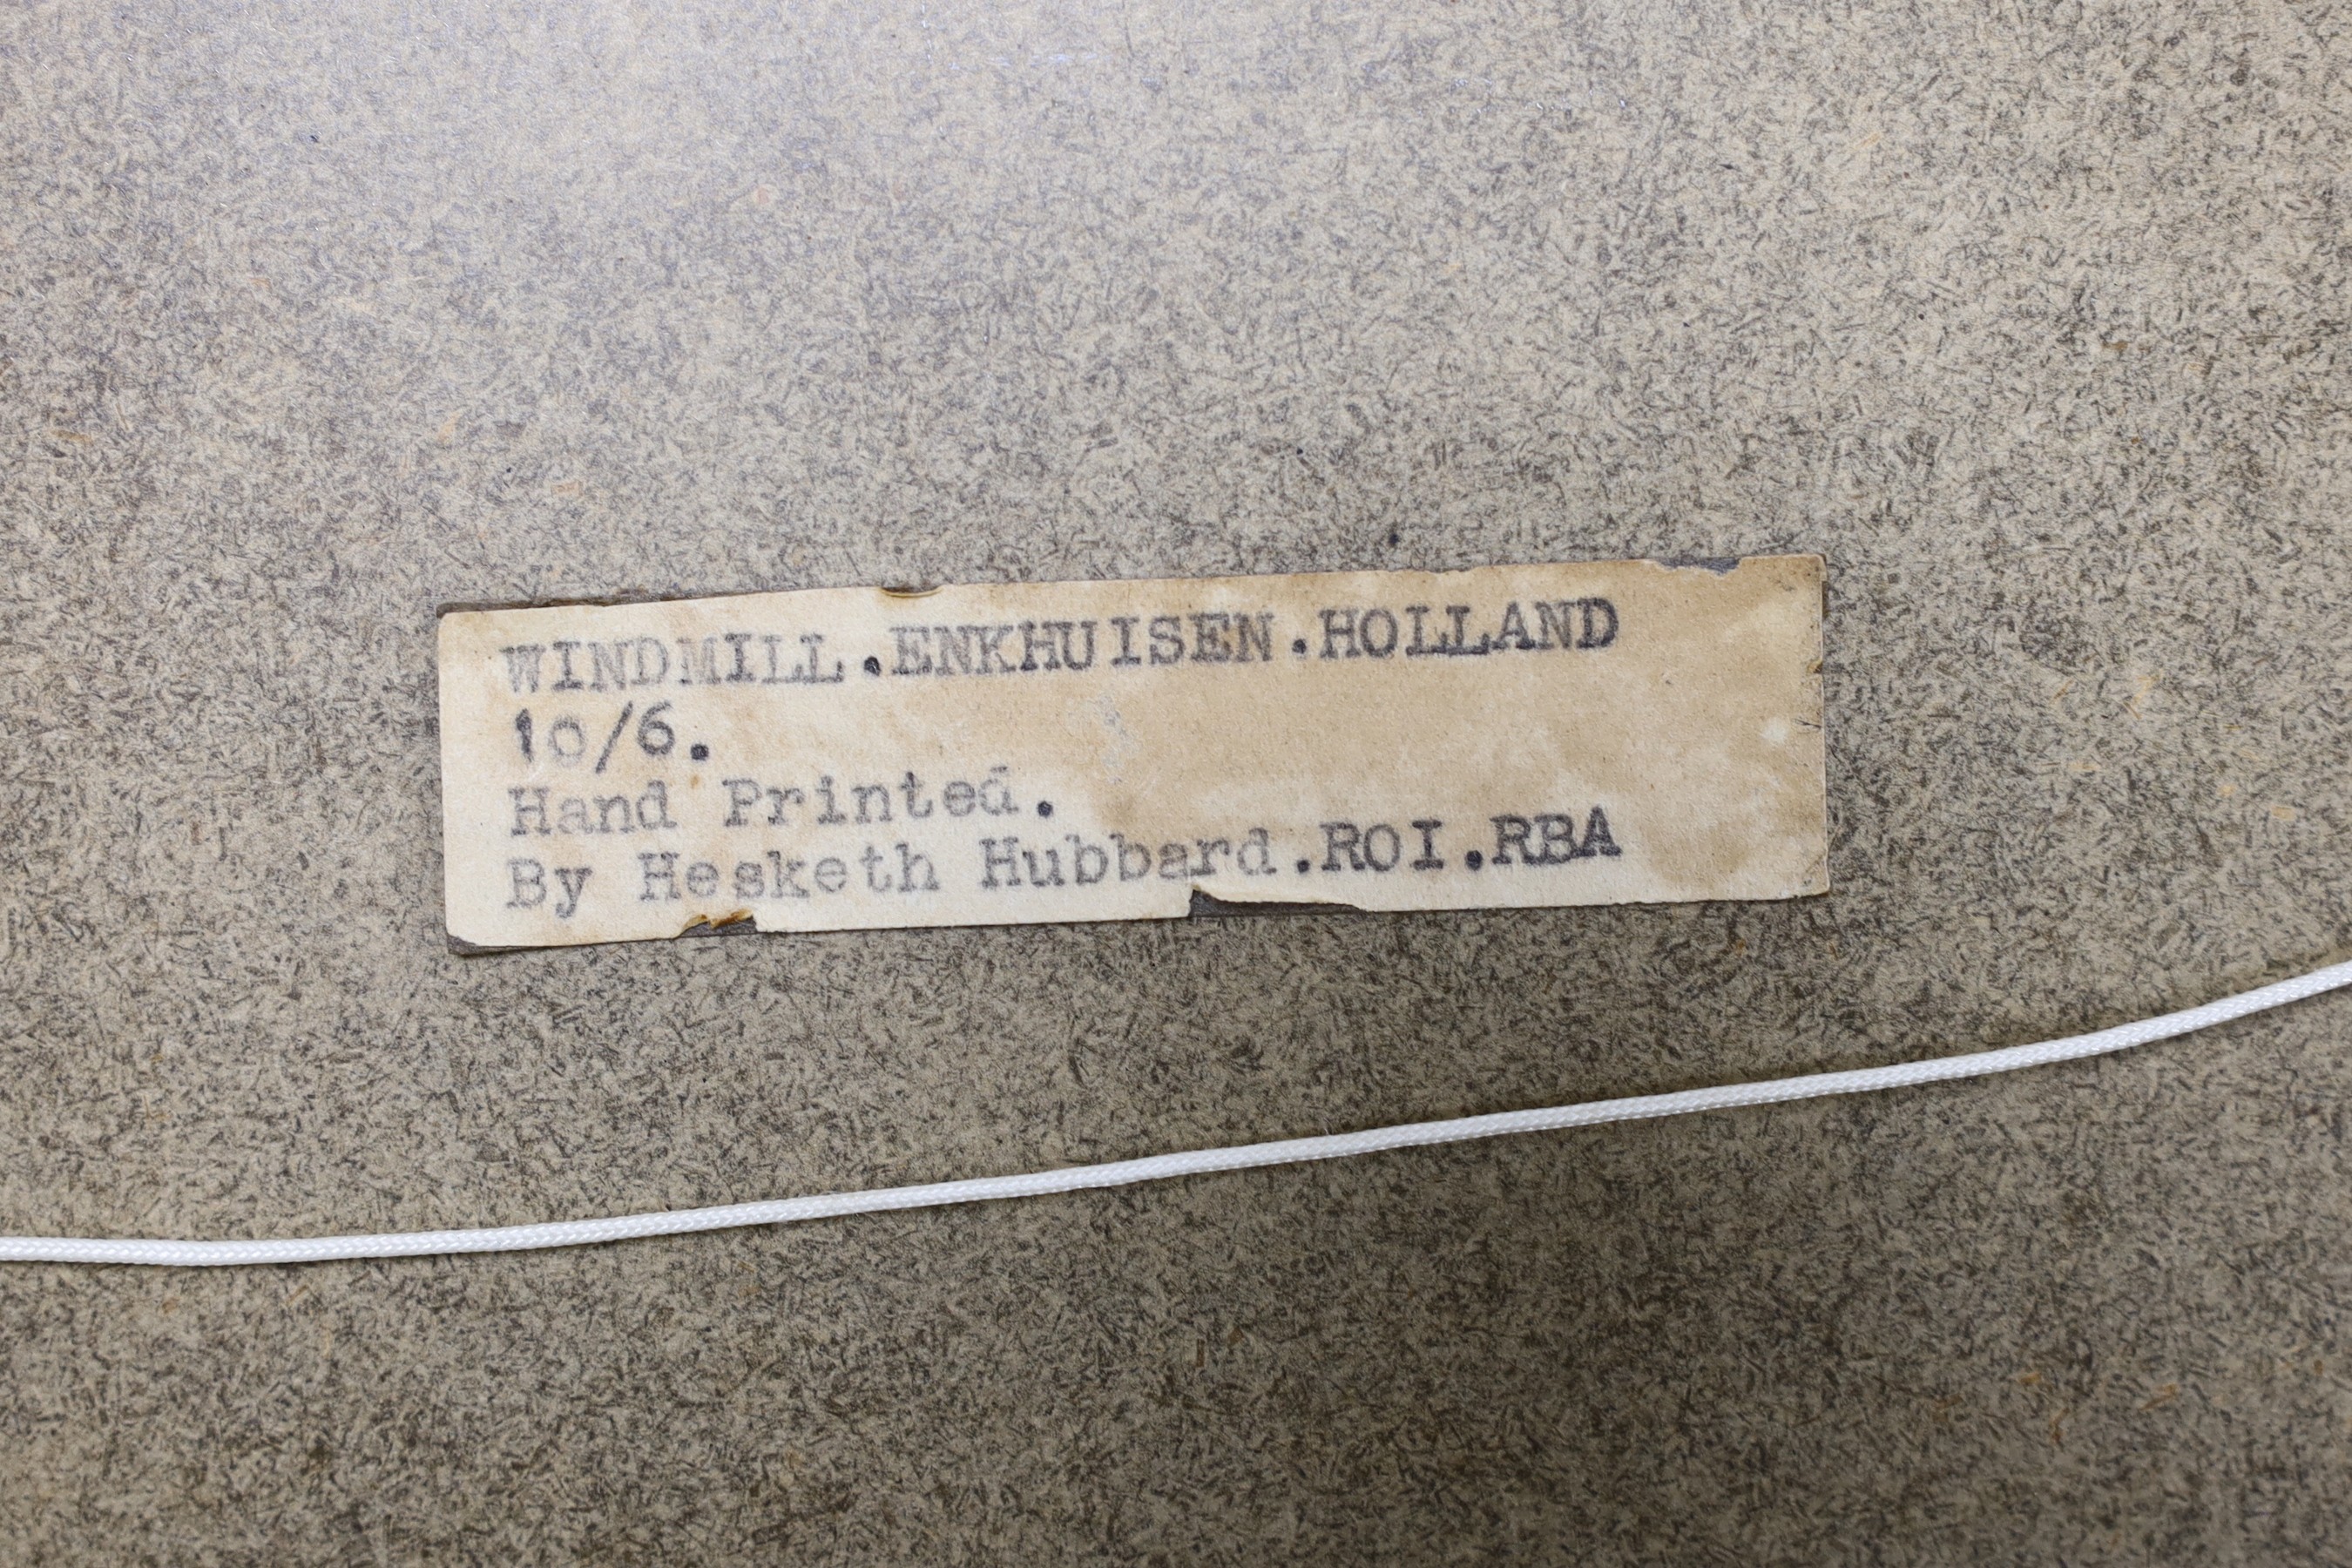 WINDMILL.ENKHUISEN.HOLLAND
10/6.
Hand Printed.
By Hesketh Hubbard.ROI.RBA